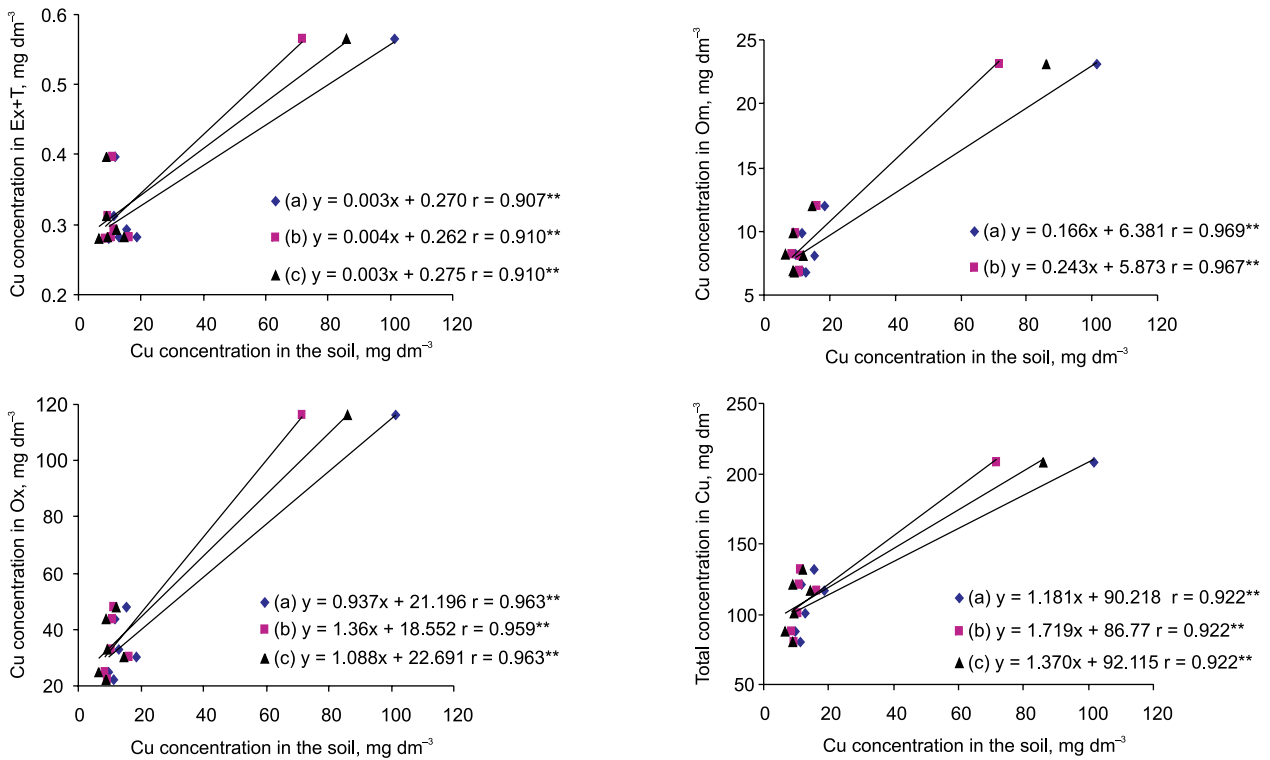 Cu concentration in Ex+T, mg dm⁻³
0.6
0.5
0.4
0.3
0.2
(a) y = 0.003x + 0.270 r = 0.907**
(b) y = 0.004x + 0.262 r = 0.910**
(c) y = 0.003x + 0.275 r = 0.910**
0 20 40 60 80 100 120
Cu concentration in the soil, mg dm⁻³
Cu concentration in Om, mg dm⁻³
25
20
15
10
5
(a) y = 0.166x + 6.381 r = 0.969**
(b) y = 0.243x + 5.873 r = 0.967**
0 20 40 60 80 100 120
Cu concentration in the soil, mg dm⁻³
Cu concentration in Ox, mg dm⁻³
120
100
80
60
40
20
(a) y = 0.937x + 21.196 r = 0.963**
(b) y = 1.36x + 18.552 r = 0.959**
(c) y = 1.088x + 22.691 r = 0.963**
0 20 40 60 80 100 120
Cu concentration in the soil, mg dm⁻³
Total concentration in Cu, mg dm⁻³
250
200
150
100
50
(a) y = 1.181x + 90.218 r = 0.922**
(b) y = 1.719x + 86.77 r = 0.922**
(c) y = 1.370x + 92.115 r = 0.922**
0 20 40 60 80 100 120
Cu concentration in the soil, mg dm⁻³